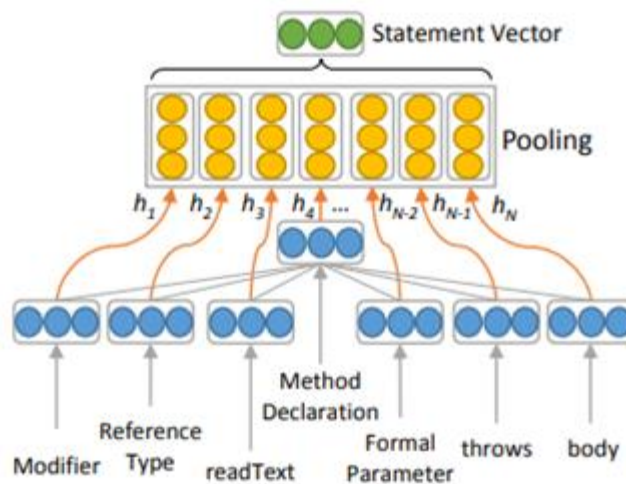 Statement Vector
Pooling
h1 h2 h3 h4 ... hN-2 hN-1 hN
Method
Declaration
Modifier
Reference
Type
readText
Formal
Parameter
throws
body